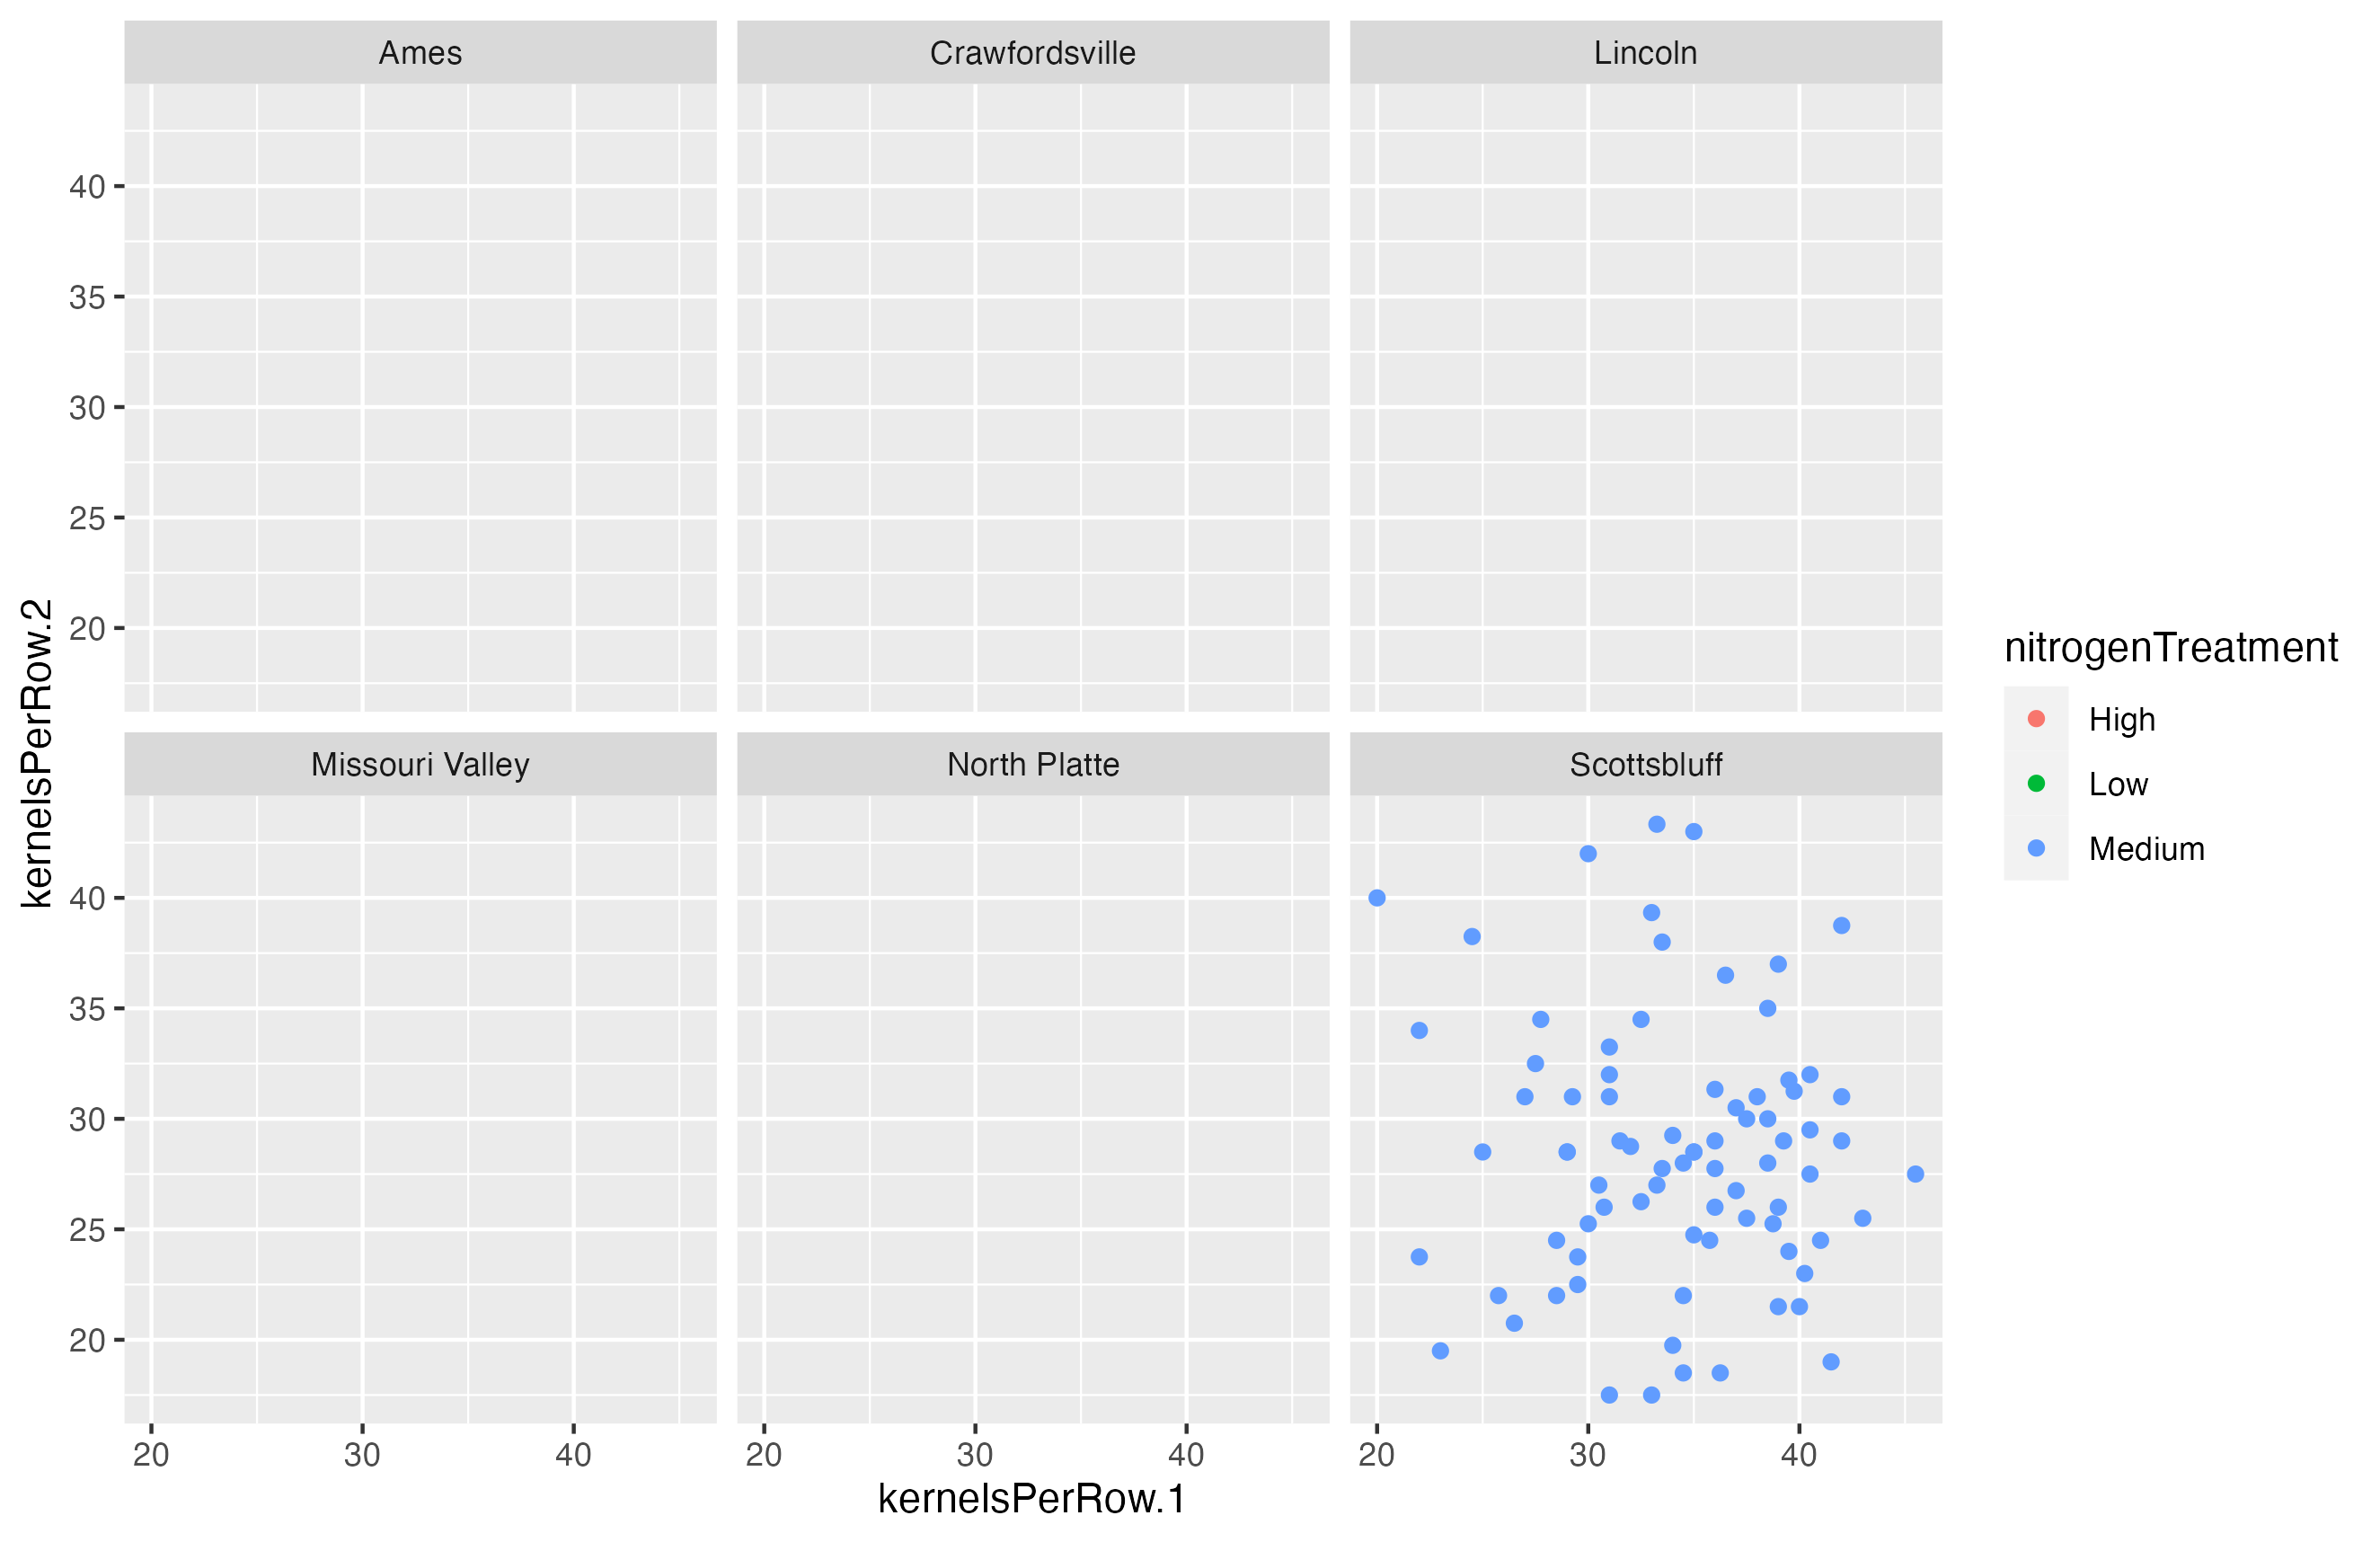 Ames
Crawfordsville
Lincoln
40
35
30
25
20
Missouri Valley
North Platte
Scottsbluff
40
35
30
25
20
20 30 40
20 30 40
20 30 40
kernelsPerRow.1
kernelsPerRow.2
nitrogenTreatment
High
Low
Medium